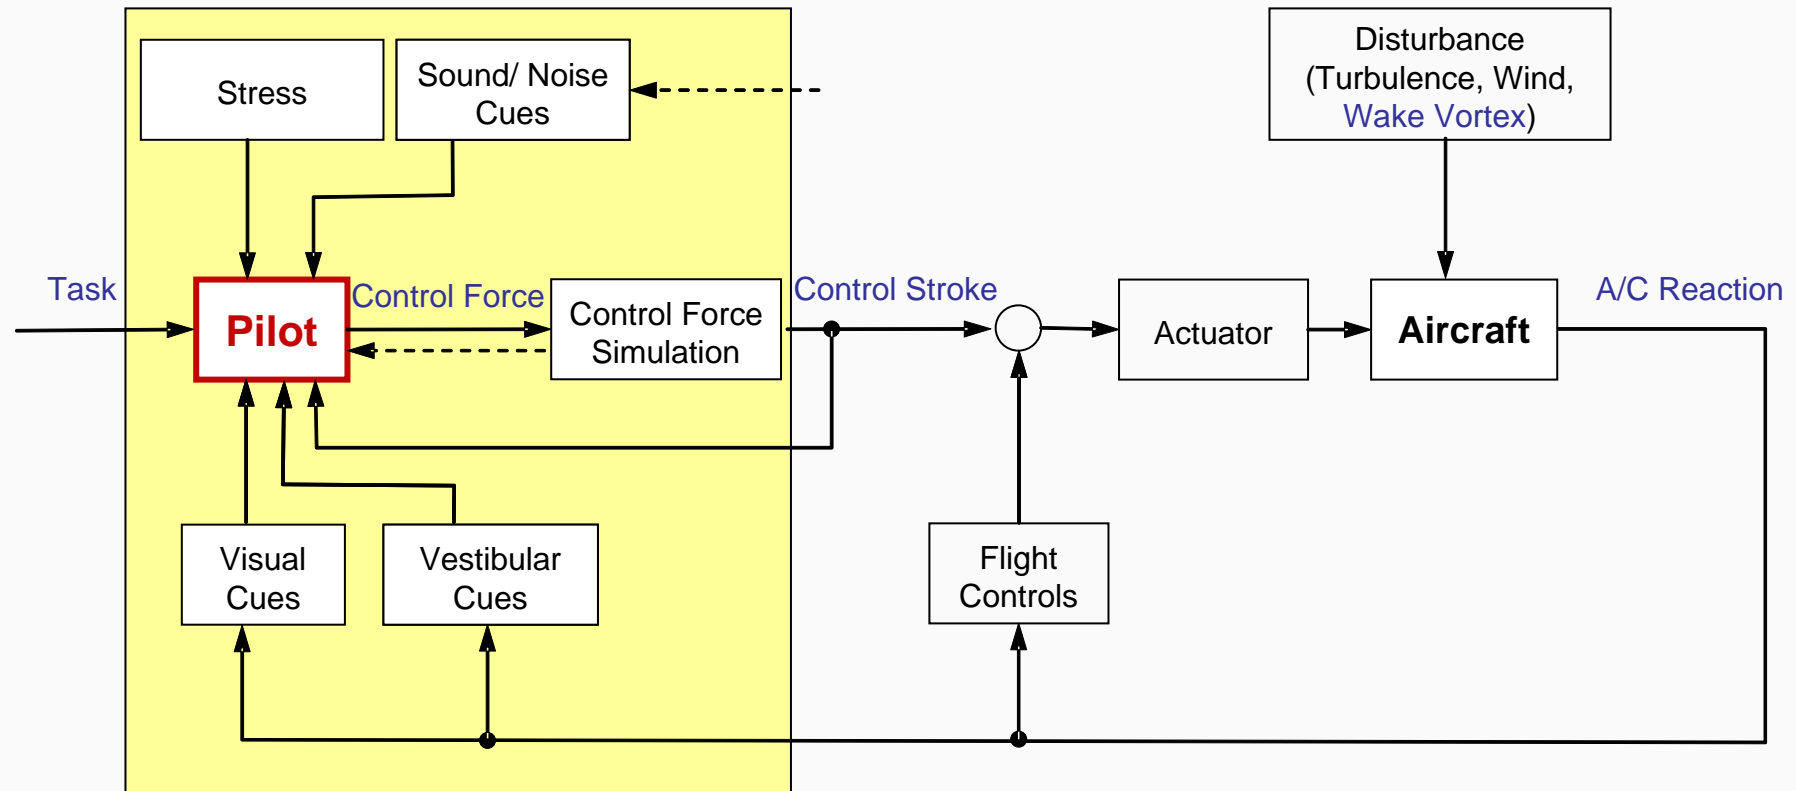 Stress
Sound/ Noise
Cues
Disturbance
(Turbulence, Wind,
Wake Vortex)
Task
Pilot
Control Force
Control Force
Simulation
Control Stroke
Actuator
Aircraft
A/C Reaction
Visual
Cues
Vestibular
Cues
Flight
Controls